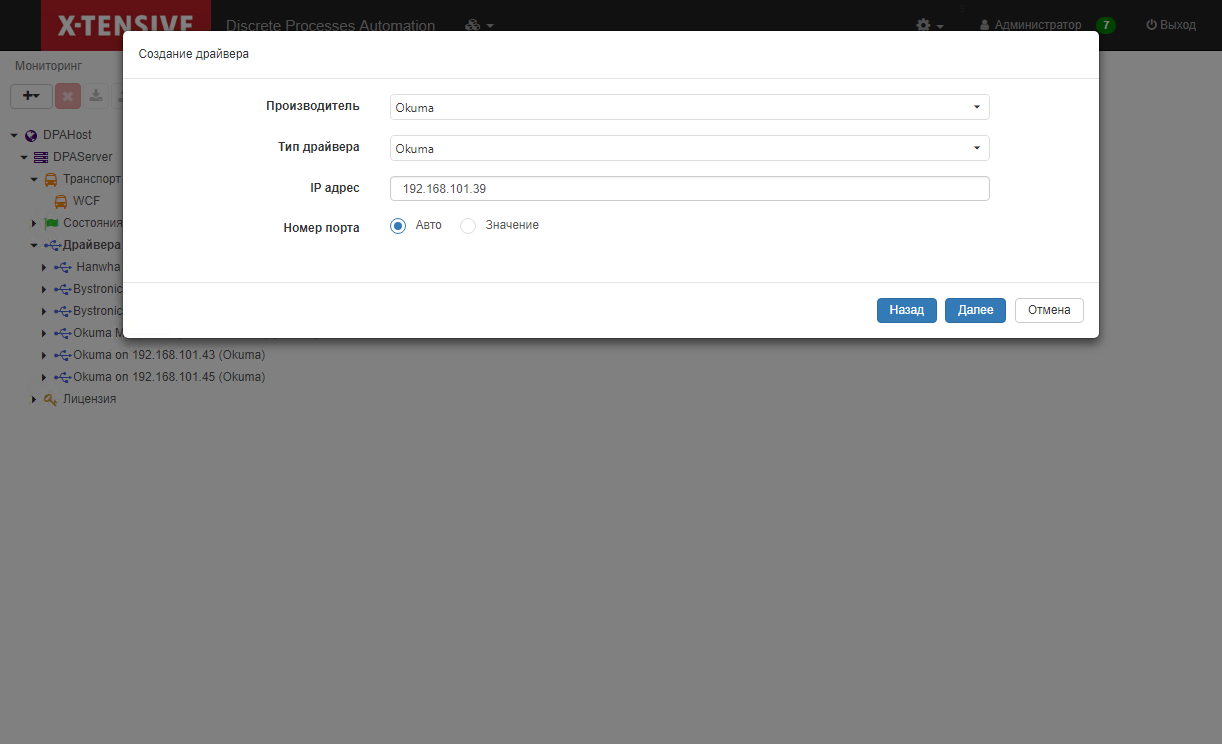 X-TENSIVE Discrete Processes Automation Администратор 7 Выход
Создание драйвера
Мониторинг
Производитель Okuma
Тип драйвера Okuma
IP адрес 192.168.101.39
Номер порта Авто Значение
Назад Далее Отмена
DPAHost
DPAServer
Транспорт
WCF
Состояния
Драйвера
Hanwha
Bystronic
Bystronic
Okuma M
Okuma on 192.168.101.43 (Okuma)
Okuma on 192.168.101.45 (Okuma)
Лицензия